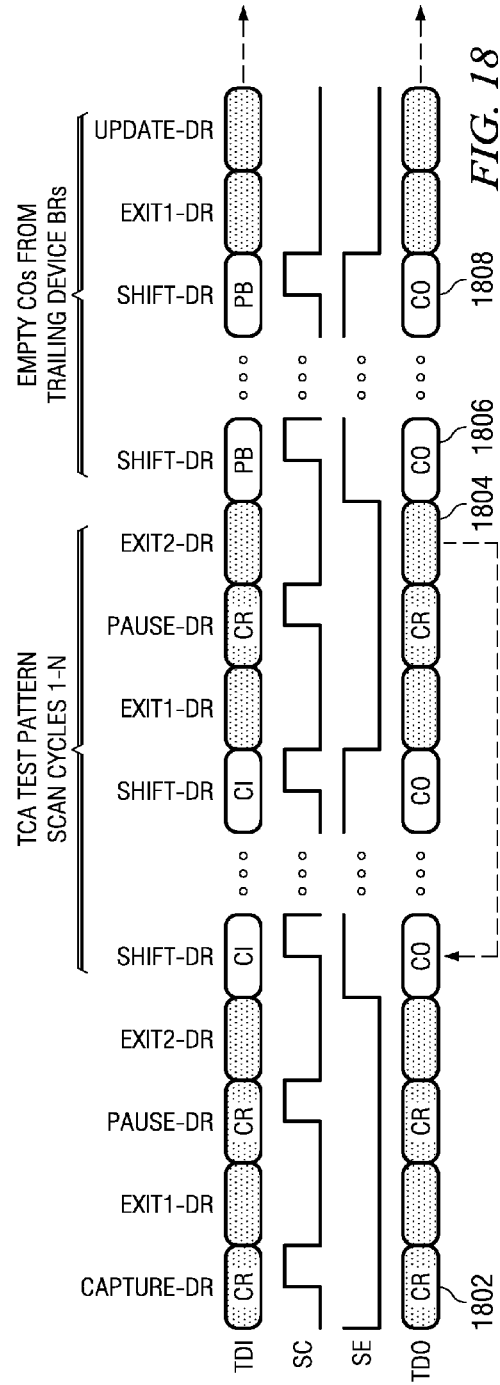 TCA TEST PATTERN
SCAN CYCLES 1-N
EMPTY COs FROM
TRAILING DEVICE BRs
CAPTURE-DR
EXIT1-DR
PAUSE-DR
EXIT2-DR
SHIFT-DR
SHIFT-DR
EXIT1-DR
PAUSE-DR
EXIT2-DR
SHIFT-DR
SHIFT-DR
EXIT1-DR
UPDATE-DR
TDI CR CR CI CI CR PB PB
SC
SE
TDO CR CR CO CO CR CO CO
1802
1804
1806
1808
FIG. 18